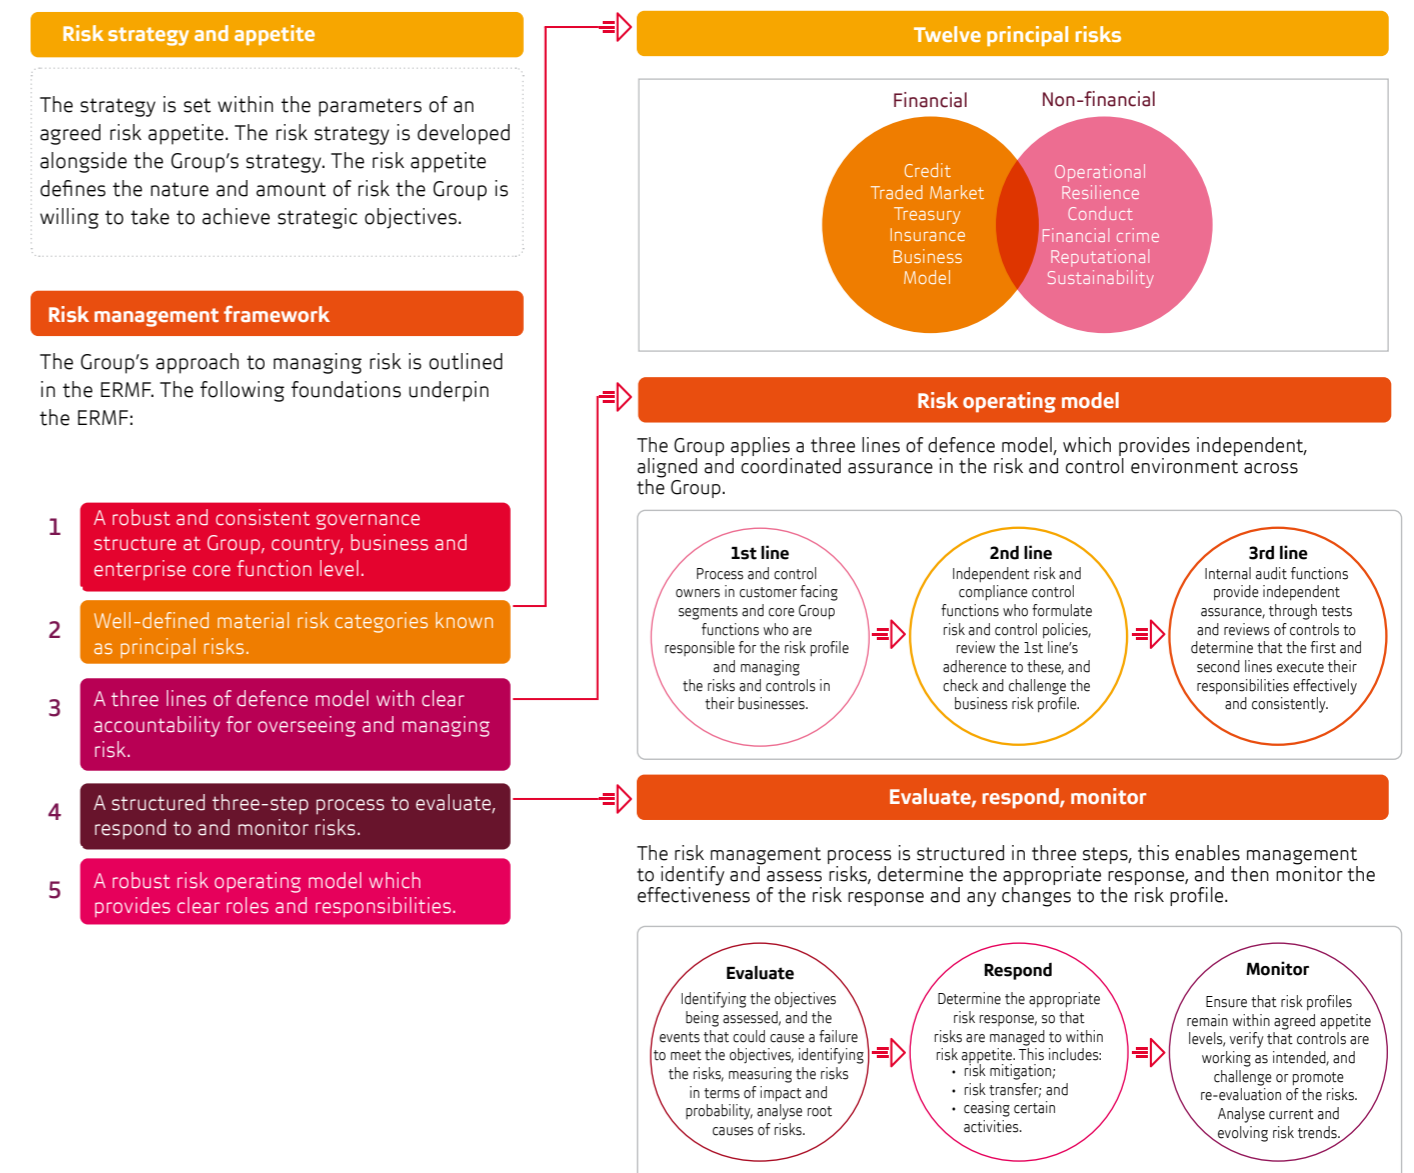 Risk strategy and appetite
The strategy is set within the parameters of an
agreed risk appetite. The risk strategy is developed
alongside the Group's strategy. The risk appetite
defines the nature and amount of risk the Group is
willing to take to achieve strategic objectives.
Risk management framework
The Group's approach to managing risk is outlined
in the ERMF. The following foundations underpin
the ERMF:
1
A robust and consistent governance
structure at Group, country, business and
enterprise core function level.
2
Well-defined material risk categories known
as principal risks.
3
A three lines of defence model with clear
accountability for overseeing and managing
risk.
4
A structured three-step process to evaluate,
respond to and monitor risks.
5
A robust risk operating model which
provides clear roles and responsibilities.
Twelve principal risks
Financial
Credit
Traded Market
Treasury
Insurance
Business
Model
Non-financial
Operational
Resilience
Conduct
Financial crime
Reputational
Sustainability
Risk operating model
The Group applies a three lines of defence model, which provides independent,
aligned and coordinated assurance in the risk and control environment across
the Group.
1st line
Process and control
owners in customer facing
segments and core Group
functions who are
responsible for the risk profile
and managing
the risks and controls in
their businesses.
2nd line
Independent risk and
compliance control
functions who formulate
risk and control policies,
review the 1st line's
adherence to these, and
check and challenge the
business risk profile.
3rd line
Internal audit functions
provide independent
assurance, through tests
and reviews of controls to
determine that the first and
second lines execute their
responsibilities effectively
and consistently.
Evaluate, respond, monitor
The risk management process is structured in three steps, this enables management
to identify and assess risks, determine the appropriate response, and then monitor the
effectiveness of the risk response and any changes to the risk profile.
Evaluate
Identifying the objectives
being assessed, and the
events that could cause a failure
to meet the objectives, identifying
the risks, measuring the risks
in terms of impact and
probability, analyse root
causes of risks.
Respond
Determine the appropriate
risk response, so that
risks are managed to within
risk appetite. This includes:
• risk mitigation;
• risk transfer; and
• ceasing certain
activities.
Monitor
Ensure that risk profiles
remain within agreed appetite
levels, verify that controls are
working as intended, and
challenge or promote
re-evaluation of the risks.
Analyse current and
evolving risk trends.